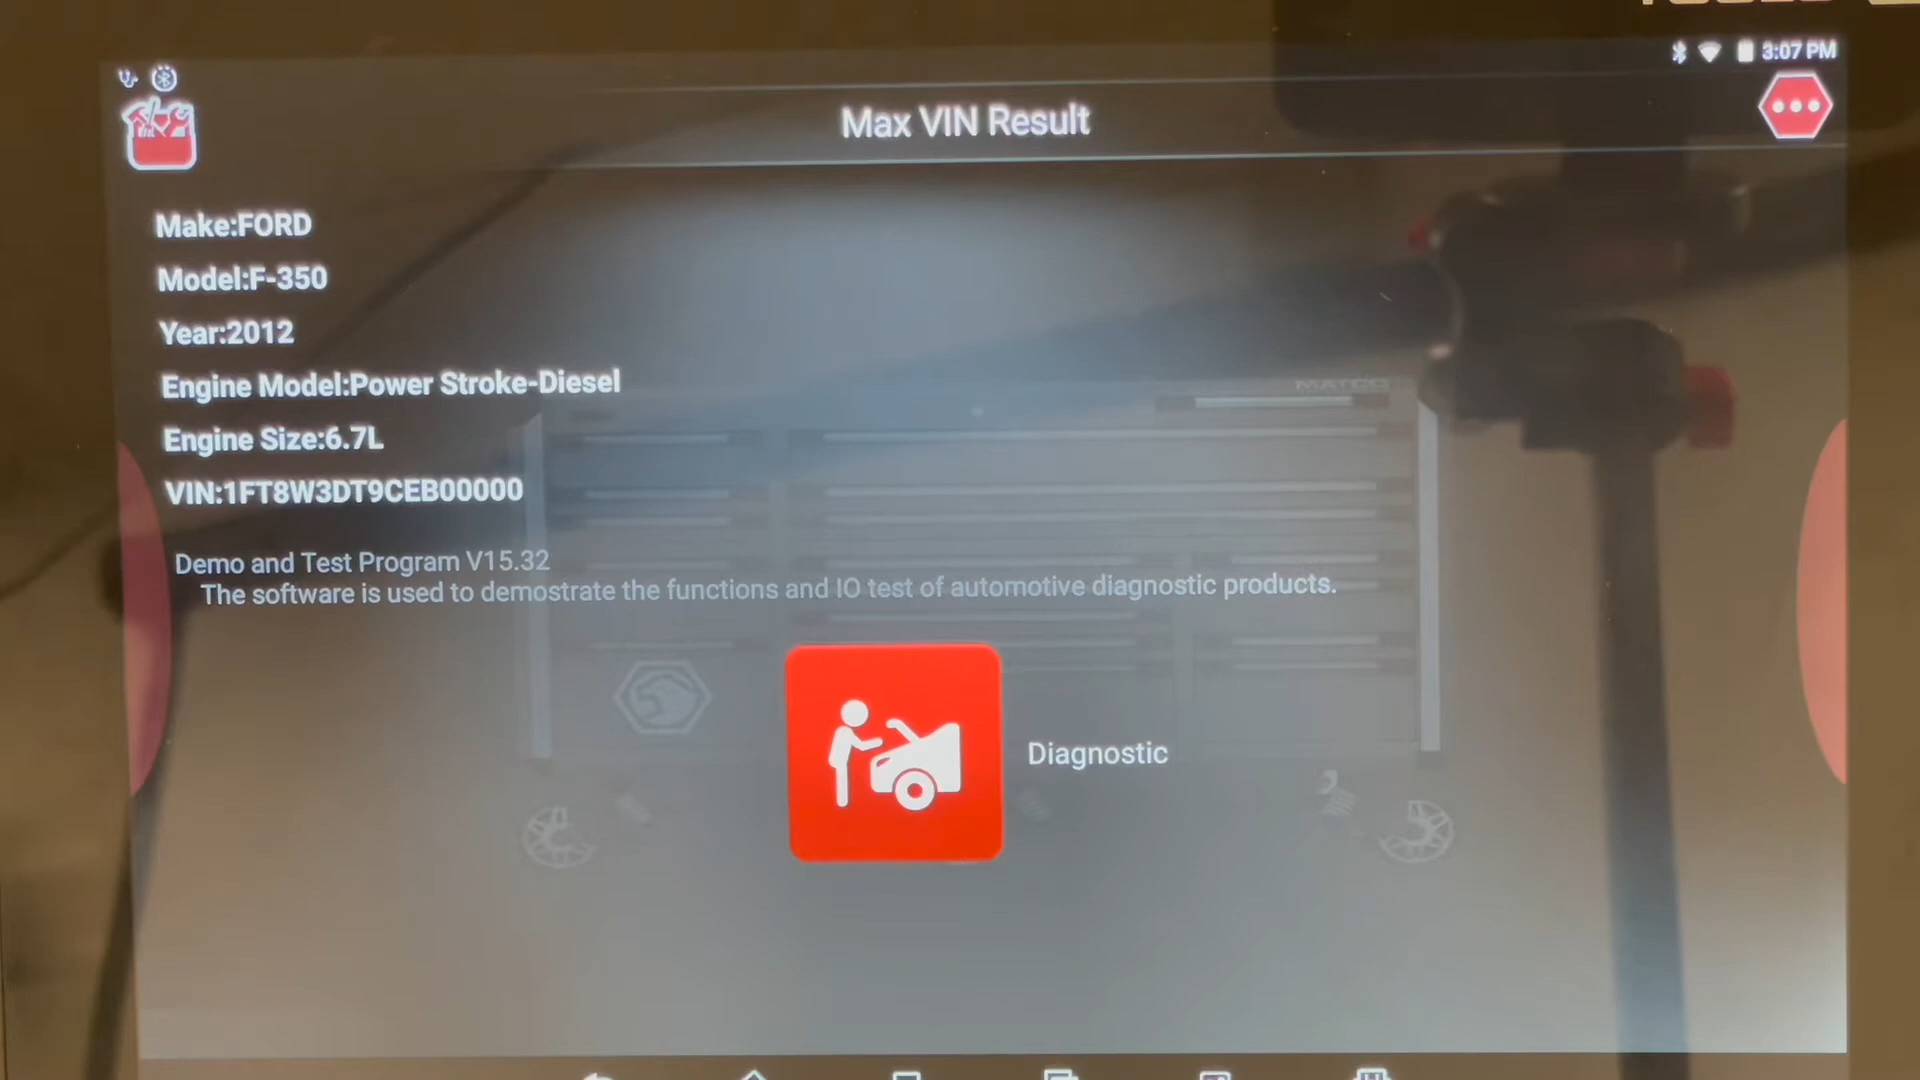 3:07 PM
Max VIN Result
Make:FORD
Model:F-350
Year:2012
Engine Model:Power Stroke-Diesel
MATCO
Engine Size:6.7L
VIN:1FT8W3DT9CEB00000
Demo and Test Program V15.32
The software is used to demostrate the functions and IO test of automotive diagnostic products.
Diagnostic